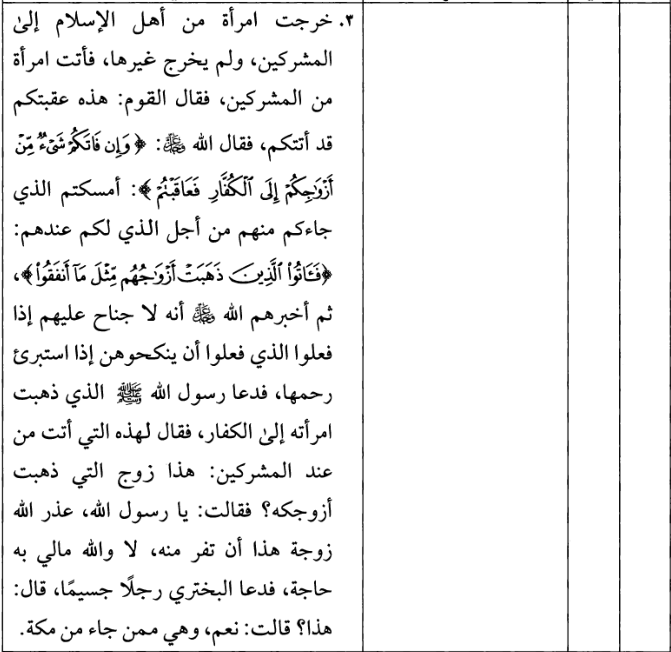 ٣. خرجت امرأة من أهل الإسلام إلىٰ
المشركين، ولم يخرج غيرها، فأتت امرأة
من المشركين، فقال القوم: هذه عقبتكم
قد أتتكم، فقال الله ﷻ: ﴿وَإِن فَاتَكُمْ شَيْءٌ مِّنْ
أَزْوَٰجِكُمْ إِلَى ٱلْكُفَّارِ فَعَاقَبْتُمْ﴾: أمسكتم الذي
جاءكم منهم من أجل الذي لكم عندهم:
﴿فَـَٔاتُوا۟ ٱلَّذِينَ ذَهَبَتْ أَزْوَٰجُهُم مِّثْلَ مَآ أَنفَقُوا۟﴾،
ثم أخبرهم الله ﷻ أنه لا جناح عليهم إذا
فعلوا الذي فعلوا أن ينكحوهن إذا استبرئ
رحمها، فدعا رسول الله ﷺ الذي ذهبت
امرأته إلىٰ الكفار، فقال لهذه التي أتت من
عند المشركين: هذا زوج التي ذهبت
أزوجكه؟ فقالت: يا رسول الله، عذر الله
زوجة هذا أن تفر منه، لا والله مالي به
حاجة، فدعا البختري رجلًا جسيمًا، قال:
هذا؟ قالت: نعم، وهي ممن جاء من مكة.